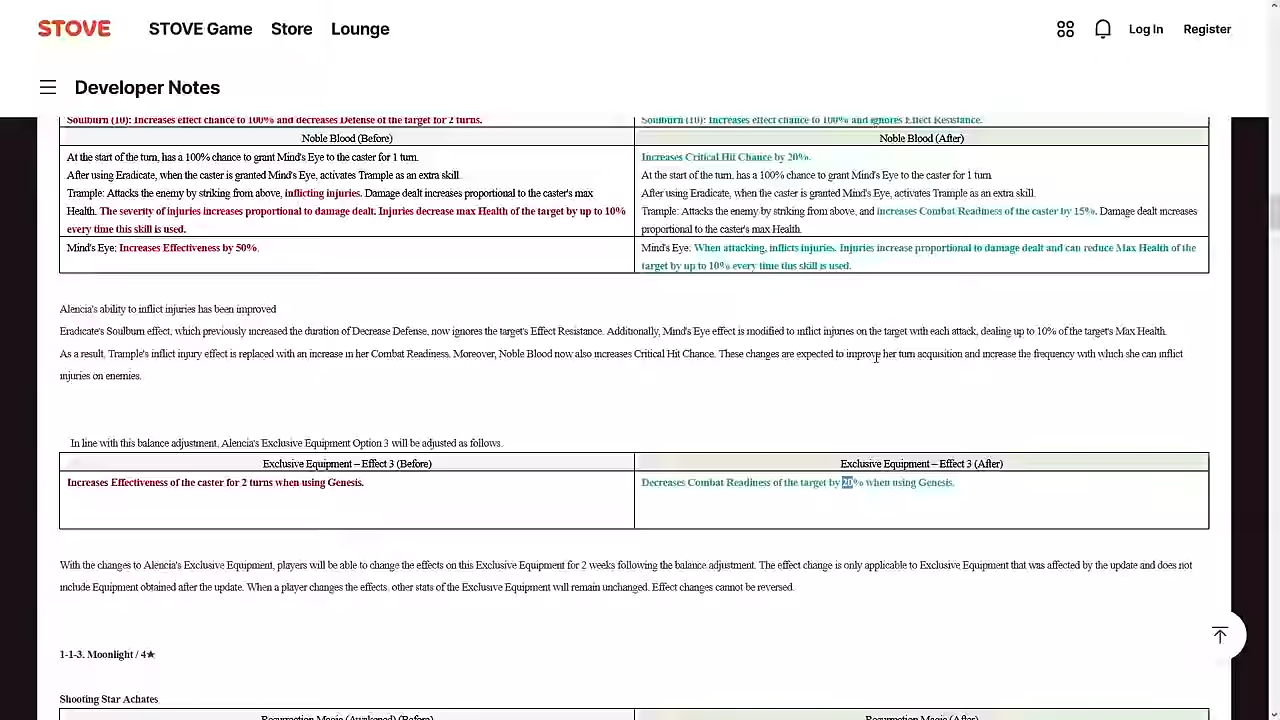 STOVE
STOVE Game Store Lounge
Log In Register
Developer Notes
Soulburn (10): Increases effect chance to 100% and decreases Defense of the target for 2 turns.
Soulburn (10): Increases effect chance to 100% and ignores Effect Resistance.
Noble Blood (Before)
Noble Blood (After)
At the start of the turn, has a 100% chance to grant Mind's Eye to the caster for 1 turn.
After using Eradicate, when the caster is granted Mind's Eye, activates Trample as an extra skill.
Trample: Attacks the enemy by striking from above, inflicting injuries. Damage dealt increases proportional to the caster's max
Health. The severity of injuries increases proportional to damage dealt. Injuries decrease max Health of the target by up to 10%
every time this skill is used.
Increases Critical Hit Chance by 20%.
At the start of the turn, has a 100% chance to grant Mind's Eye to the caster for 1 turn.
After using Eradicate, when the caster is granted Mind's Eye, activates Trample as an extra skill.
Trample: Attacks the enemy by striking from above, and increases Combat Readiness of the caster by 15%. Damage dealt increases
proportional to the caster's max Health.
Mind's Eye: Increases Effectiveness by 50%.
Mind's Eye: When attacking, inflicts injuries. Injuries increase proportional to damage dealt and can reduce Max Health of the
target by up to 10% every time this skill is used.
Alencia's ability to inflict injuries has been improved
Eradicate's Soulburn effect, which previously increased the duration of Decrease Defense, now ignores the target's Effect Resistance. Additionally, Mind's Eye effect is modified to inflict injuries on the target with each attack, dealing up to 10% of the target's Max Health.
As a result, Trample's inflict injury effect is replaced with an increase in her Combat Readiness. Moreover, Noble Blood now also increases Critical Hit Chance. These changes are expected to improve her turn acquisition and increase the frequency with which she can inflict
injuries on enemies.
In line with this balance adjustment, Alencia's Exclusive Equipment Option 3 will be adjusted as follows.
Exclusive Equipment – Effect 3 (Before)
Exclusive Equipment – Effect 3 (After)
Increases Effectiveness of the caster for 2 turns when using Genesis.
Decreases Combat Readiness of the target by 20% when using Genesis.
With the changes to Alencia's Exclusive Equipment, players will be able to change the effects on this Exclusive Equipment for 2 weeks following the balance adjustment. The effect change is only applicable to Exclusive Equipment that was affected by the update and does not
include Equipment obtained after the update. When a player changes the effects, other stats of the Exclusive Equipment will remain unchanged. Effect changes cannot be reversed.
1-1-3. Moonlight / 4★
Shooting Star Achates
Resurrection Magic (Awakened) (Before)
Resurrection Magic (After)